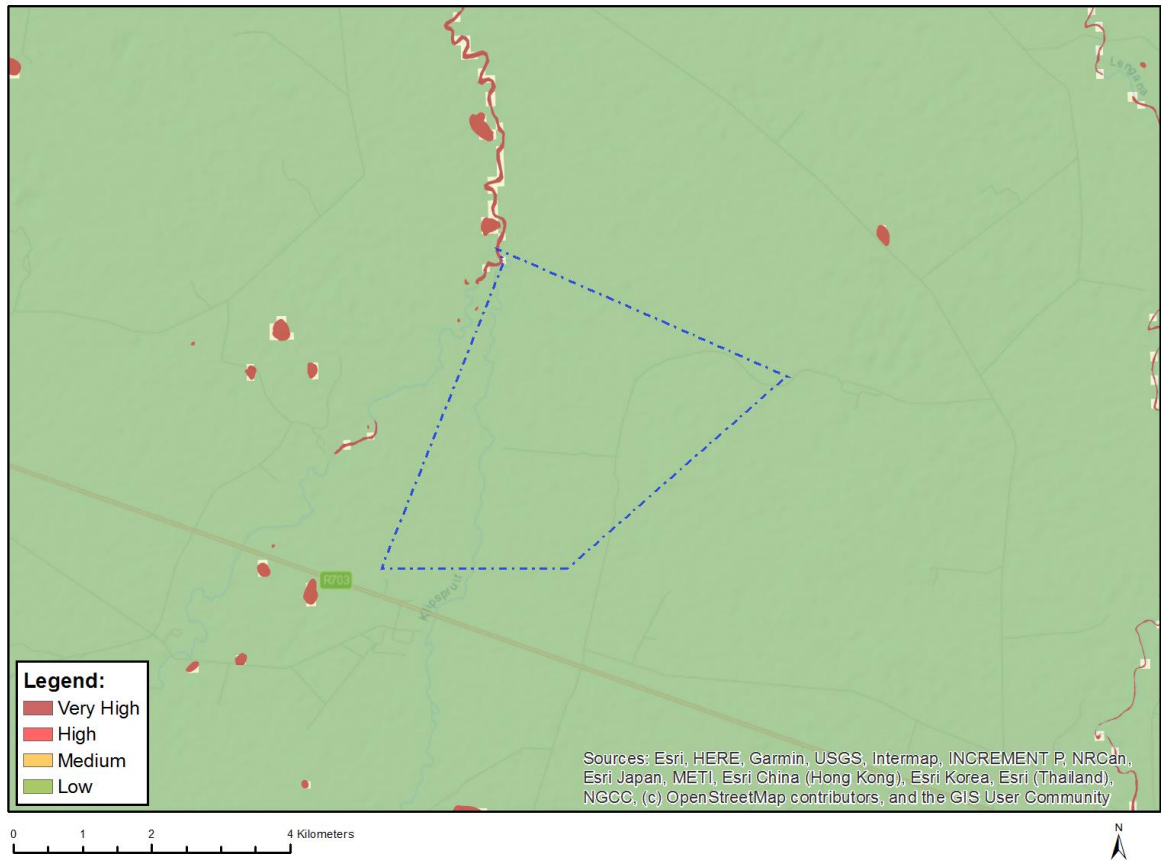 Langana
R703
Klipspruit
Legend:
Very High
High
Medium
Low
Sources: Esri, HERE, Garmin, USGS, Intermap, INCREMENT P, NRCan,
Esri Japan, METI, Esri China (Hong Kong), Esri Korea, Esri (Thailand),
NGCC, (c) OpenStreetMap contributors, and the GIS User Community
0 1 2 4 Kilometers
N